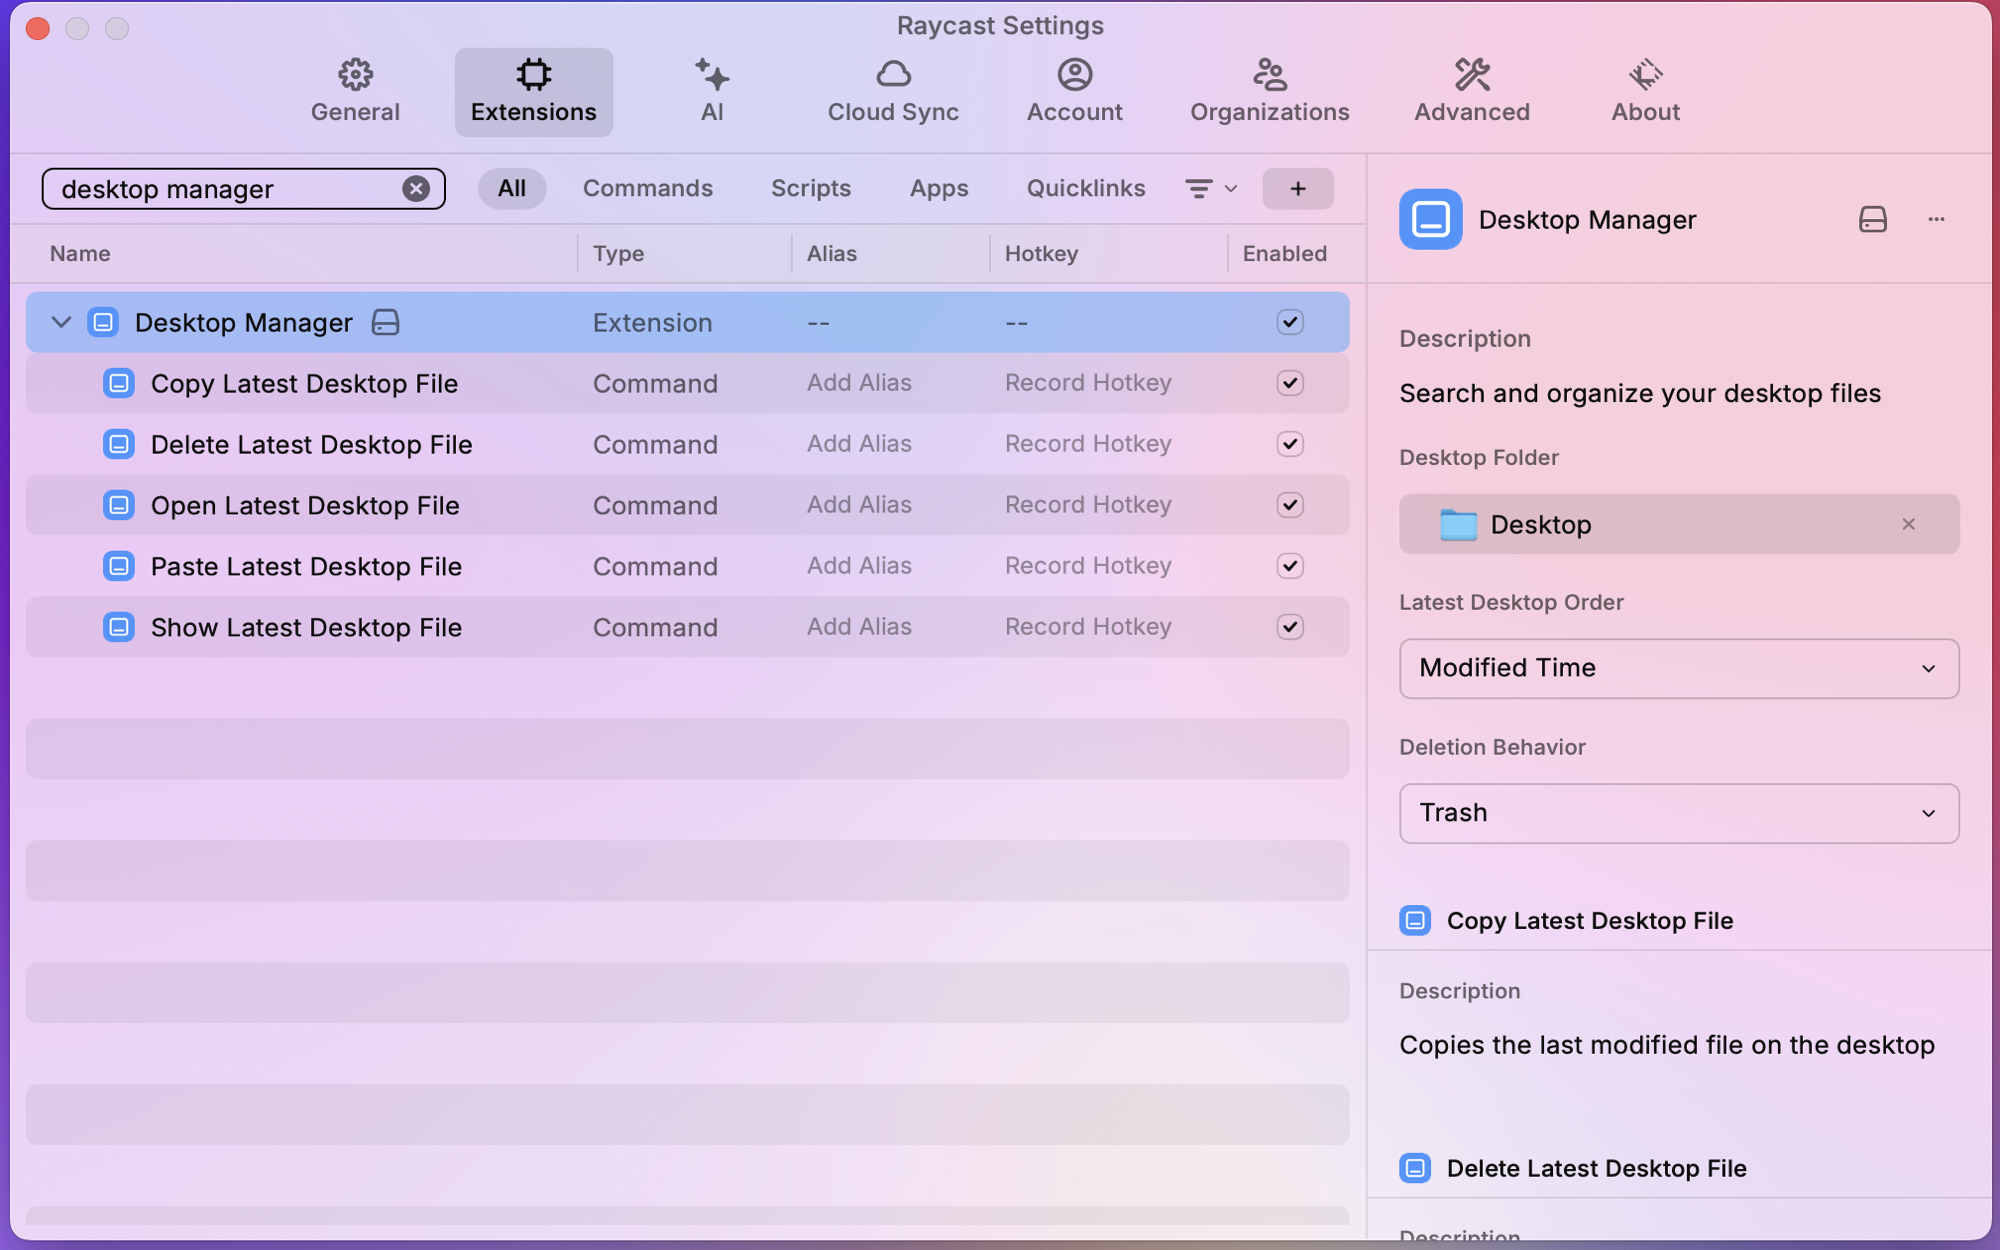 Raycast Settings
General
Extensions
AI
Cloud Sync
Account
Organizations
Advanced
About
desktop manager
All
Commands
Scripts
Apps
Quicklinks
+
Name Type Alias Hotkey Enabled
Desktop Manager Extension -- --
Copy Latest Desktop File Command Add Alias Record Hotkey
Delete Latest Desktop File Command Add Alias Record Hotkey
Open Latest Desktop File Command Add Alias Record Hotkey
Paste Latest Desktop File Command Add Alias Record Hotkey
Show Latest Desktop File Command Add Alias Record Hotkey
Desktop Manager
Description
Search and organize your desktop files
Desktop Folder
Desktop
Latest Desktop Order
Modified Time
Deletion Behavior
Trash
Copy Latest Desktop File
Description
Copies the last modified file on the desktop
Delete Latest Desktop File
Description